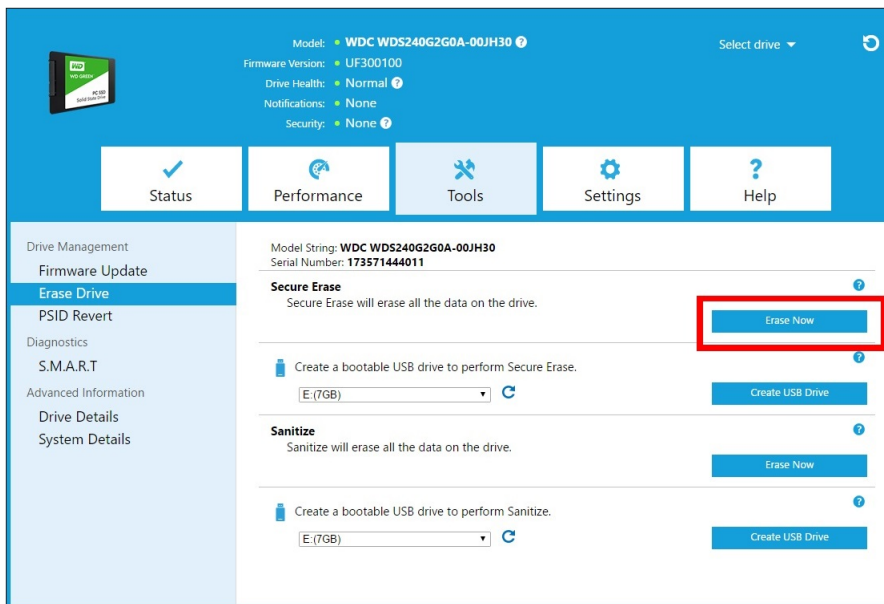 WD
WD GREEN
PC SSD
Solid State Drive
Model: • WDC WDS240G2G0A-00JH30 ?
Firmware Version: • UF300100
Drive Health: • Normal ?
Notifications: • None
Security: • None ?
Select drive
Status
Performance
Tools
Settings
? Help
Drive Management
Firmware Update
Erase Drive
PSID Revert
Diagnostics
S.M.A.R.T
Advanced Information
Drive Details
System Details
Model String: WDC WDS240G2G0A-00JH30
Serial Number: 173571444011
Secure Erase ?
Secure Erase will erase all the data on the drive.
Erase Now
?
Create a bootable USB drive to perform Secure Erase.
E:(7GB)
Create USB Drive
Sanitize ?
Sanitize will erase all the data on the drive.
Erase Now
?
Create a bootable USB drive to perform Sanitize.
E:(7GB)
Create USB Drive